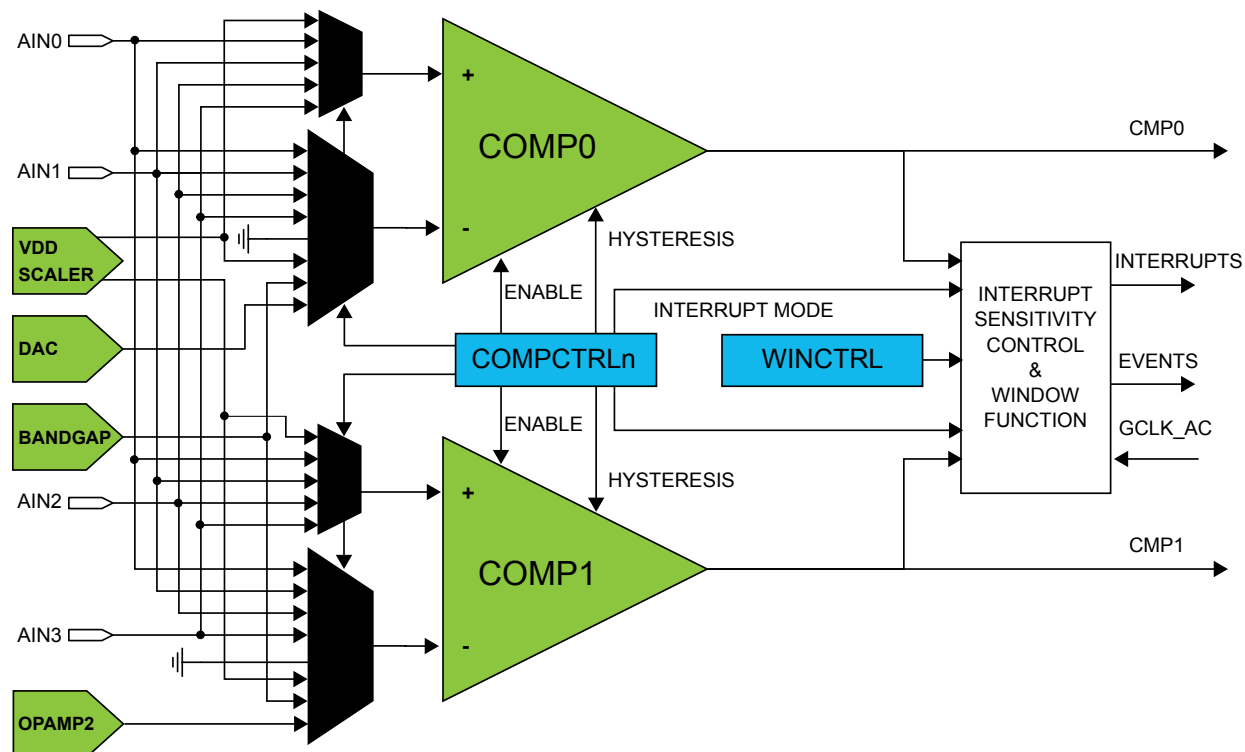 AIN0
+
COMP0
CMP0
AIN1
-
VDD
SCALER
HYSTERESIS
ENABLE
INTERRUPT MODE
INTERRUPT
SENSITIVITY
CONTROL
&
WINDOW
FUNCTION
INTERRUPTS
DAC
COMPCTRLn
WINCTRL
EVENTS
BANDGAP
ENABLE
GCLK_AC
HYSTERESIS
AIN2
+
COMP1
CMP1
AIN3
-
OPAMP2